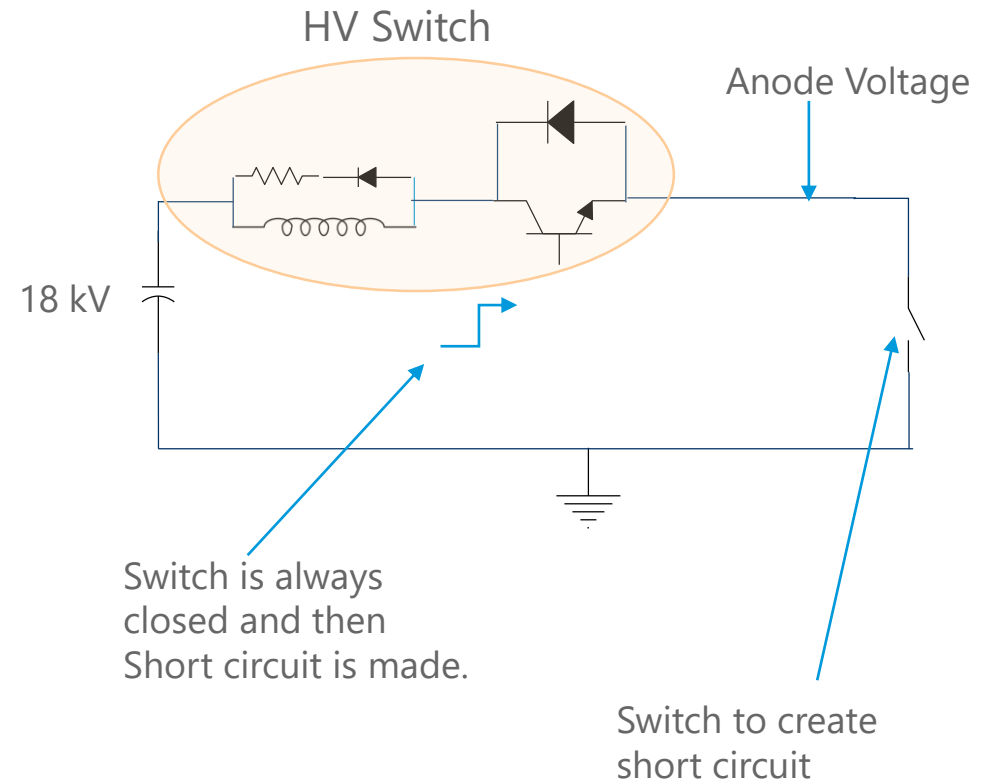 HV Switch
Anode Voltage
18 kV
Switch is always
closed and then
Short circuit is made.
Switch to create
short circuit